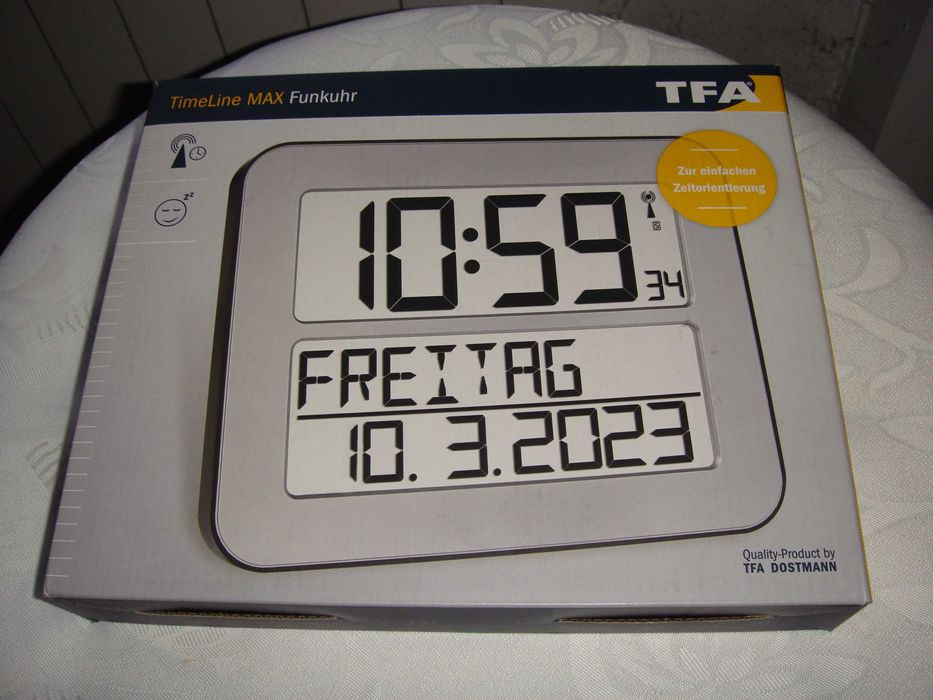 TimeLine MAX Funkuhr
TFA
Zur einfachen
Zeitorientierung
zz
10:59
S
34
FREITAG
10. 3.2023
Quality-Product by
TFA DOSTMANN